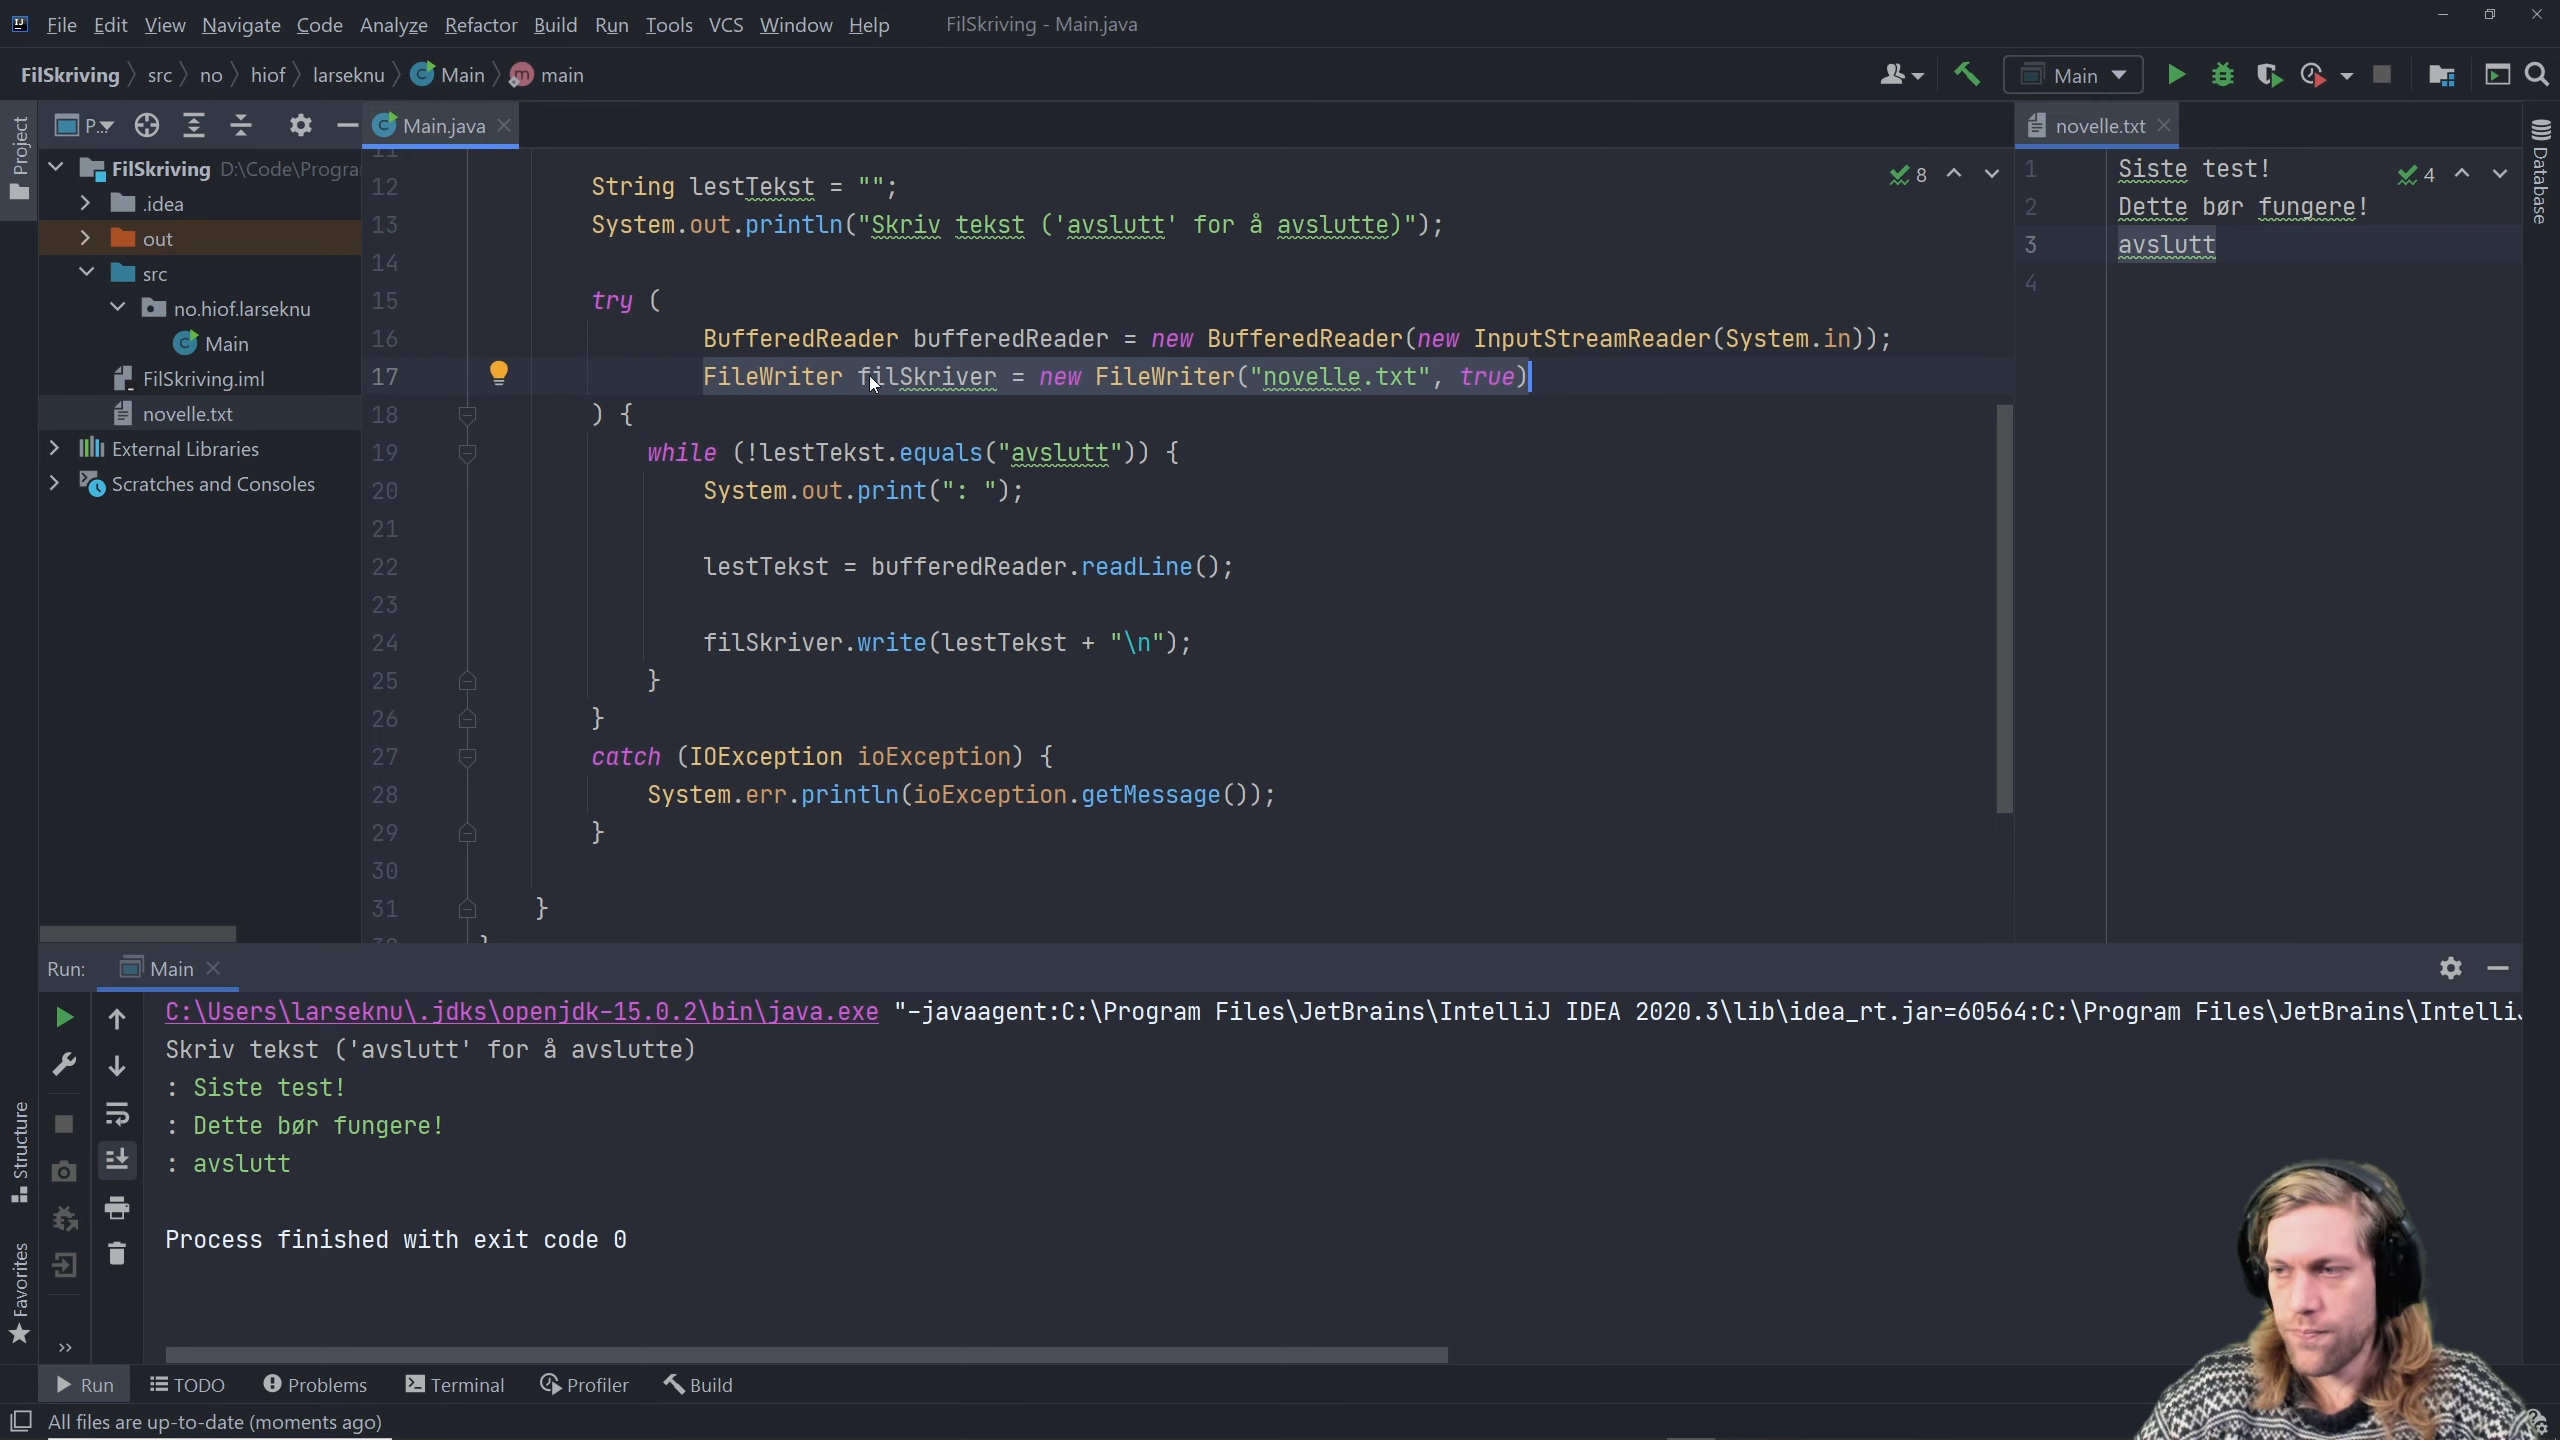 File Edit View Navigate Code Analyze Refactor Build Run Tools VCS Window Help FilSkriving - Main.java
FilSkriving src no hiof larseknu Main main
Main
Project
P..
Main.java
novelle.txt
FilSkriving D:\Code\Progra
.idea
out
src
no.hiof.larseknu
Main
FilSkriving.iml
novelle.txt
External Libraries
Scratches and Consoles
11
12 String lestTekst = "";
13 System.out.println("Skriv tekst ('avslutt' for å avslutte)");
14
15 try (
16 BufferedReader bufferedReader = new BufferedReader(new InputStreamReader(System.in));
17 FileWriter filSkriver = new FileWriter("novelle.txt", true)
18 ) {
19 while (!lestTekst.equals("avslutt")) {
20 System.out.print(": ");
21
22 lestTekst = bufferedReader.readLine();
23
24 filSkriver.write(lestTekst + "\n");
25 }
26 }
27 catch (IOException ioException) {
28 System.err.println(ioException.getMessage());
29 }
30
31 }
32 }
8
1 Siste test!
2 Dette bør fungere!
3 avslutt
4
4
Database
Run: Main
C:\Users\larseknu\.jdks\openjdk-15.0.2\bin\java.exe "-javaagent:C:\Program Files\JetBrains\IntelliJ IDEA 2020.3\lib\idea_rt.jar=60564:C:\Program Files\JetBrains\IntelliJ
Skriv tekst ('avslutt' for å avslutte)
: Siste test!
: Dette bør fungere!
: avslutt
Process finished with exit code 0
Structure
Favorites
Run TODO Problems Terminal Profiler Build
All files are up-to-date (moments ago)